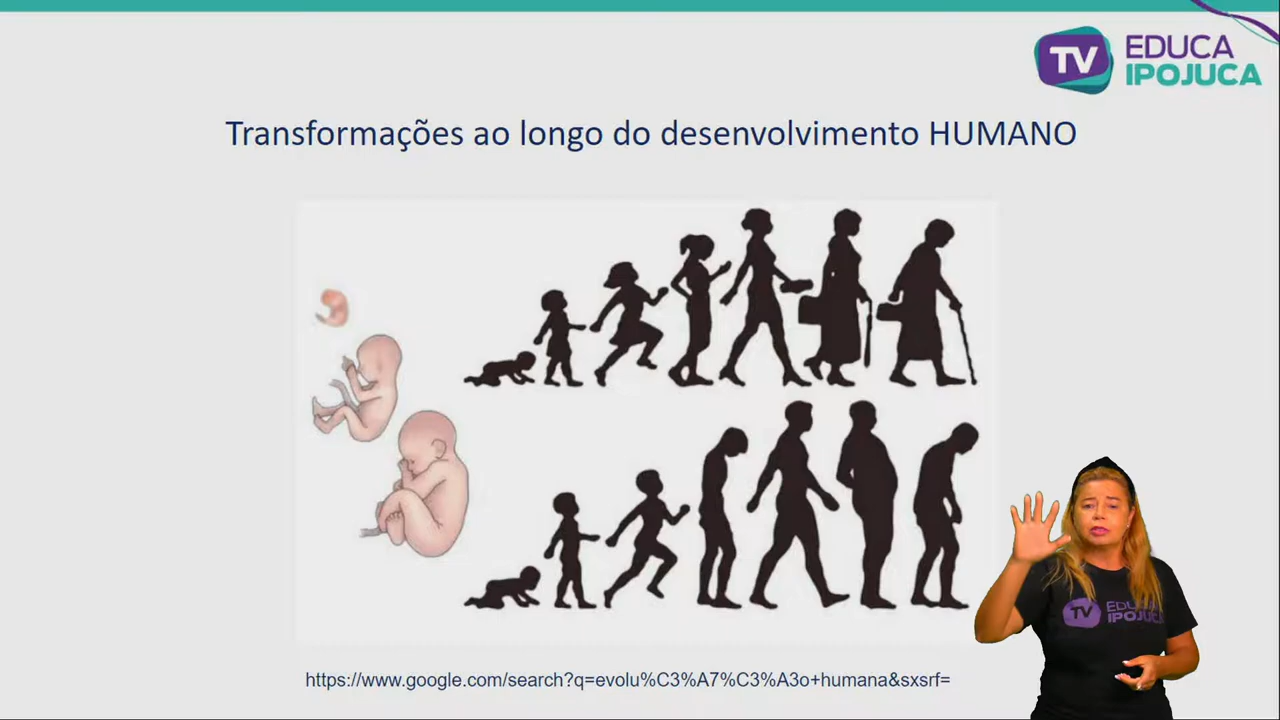 TV EDUCA
IPOJUCA
Transformações ao longo do desenvolvimento HUMANO
TV EDUCA
IPOJUCA
https://www.google.com/search?q=evolu%C3%A7%C3%A3o+humana&sxsrf=